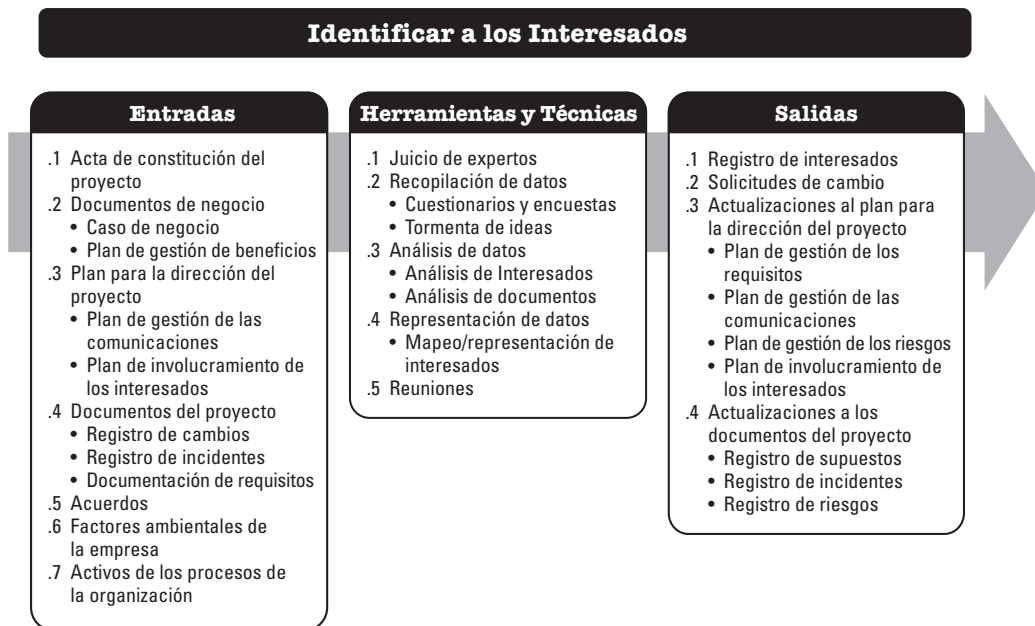 Identificar a los Interesados
Entradas
.1 Acta de constitución del
proyecto
.2 Documentos de negocio
• Caso de negocio
• Plan de gestión de beneficios
.3 Plan para la dirección del
proyecto
• Plan de gestión de las
comunicaciones
• Plan de involucramiento de
los interesados
.4 Documentos del proyecto
• Registro de cambios
• Registro de incidentes
• Documentación de requisitos
.5 Acuerdos
.6 Factores ambientales de
la empresa
.7 Activos de los procesos de
la organización
Herramientas y Técnicas
.1 Juicio de expertos
.2 Recopilación de datos
• Cuestionarios y encuestas
• Tormenta de ideas
.3 Análisis de datos
• Análisis de Interesados
• Análisis de documentos
.4 Representación de datos
• Mapeo/representación de
interesados
.5 Reuniones
Salidas
.1 Registro de interesados
.2 Solicitudes de cambio
.3 Actualizaciones al plan para
la dirección del proyecto
• Plan de gestión de los
requisitos
• Plan de gestión de las
comunicaciones
• Plan de gestión de los riesgos
• Plan de involucramiento de
los interesados
.4 Actualizaciones a los
documentos del proyecto
• Registro de supuestos
• Registro de incidentes
• Registro de riesgos